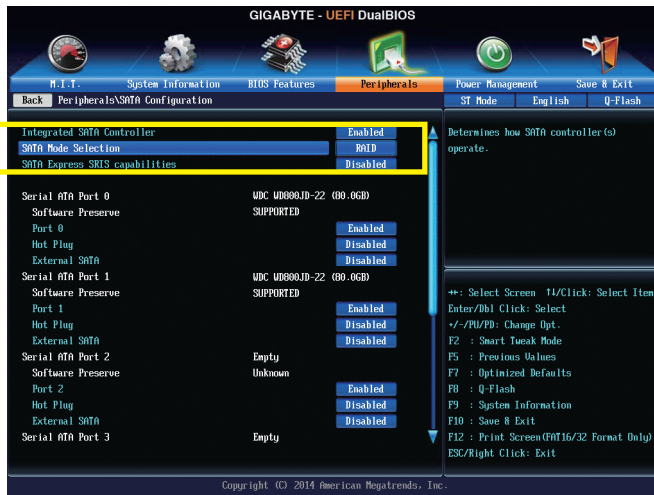 GIGABYTE - UEFI DualBIOS
M.I.T. System Information BIOS Features Peripherals Power Management Save & Exit
Back Peripherals\SATA Configuration ST Mode English Q-Flash
Integrated SATA Controller Enabled
SATA Mode Selection RAID
SATA Express SRIS capabilities Disabled
Serial ATA Port 0 WDC WD800JD-22 (80.0GB)
Software Preserve SUPPORTED
Port 0 Enabled
Hot Plug Disabled
External SATA Disabled
Serial ATA Port 1 WDC WD800JD-22 (80.0GB)
Software Preserve SUPPORTED
Port 1 Enabled
Hot Plug Disabled
External SATA Disabled
Serial ATA Port 2 Empty
Software Preserve Unknown
Port 2 Enabled
Hot Plug Disabled
External SATA Disabled
Serial ATA Port 3 Empty
Determines how SATA controller(s)
operate.
↔: Select Screen ↑↓/Click: Select Item
Enter/Dbl Click: Select
+/-/PU/PD: Change Opt.
F2 : Smart Tweak Mode
F5 : Previous Values
F7 : Optimized Defaults
F8 : Q-Flash
F9 : System Information
F10 : Save & Exit
F12 : Print Screen(FAT16/32 Format Only)
ESC/Right Click: Exit
Copyright (C) 2014 American Megatrends, Inc.